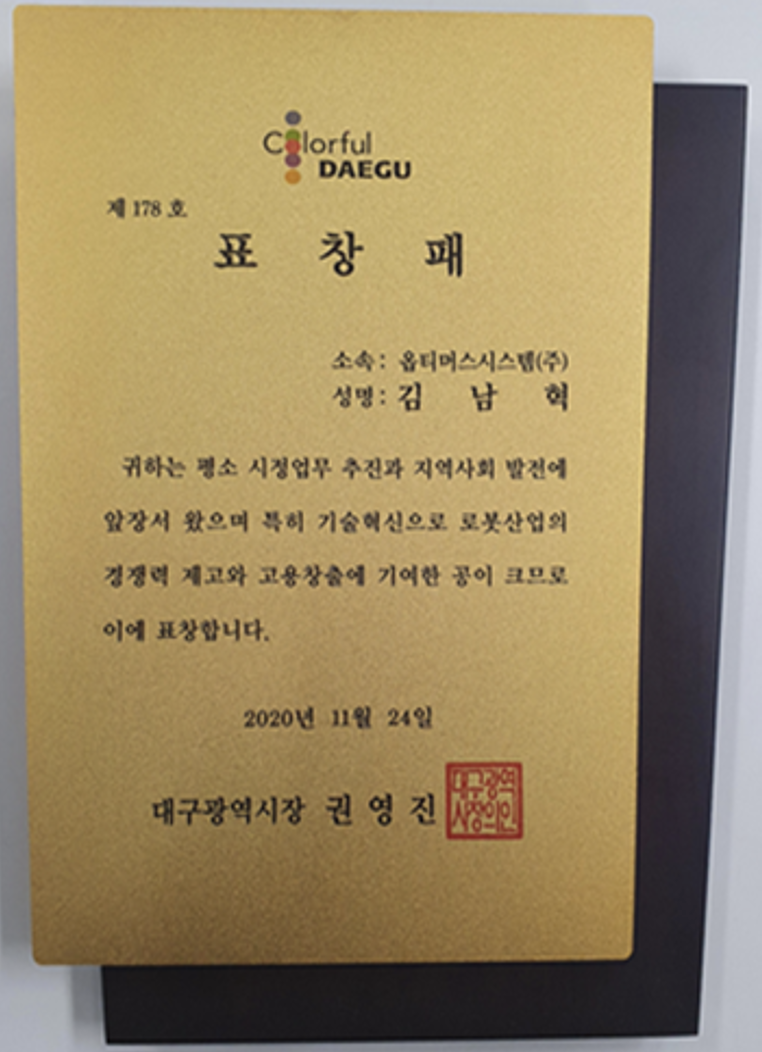 Colorful
DAEGU
제 178 호
표 창 패
소속: 옵티머스시스템(주)
성명: 김 남 혁
귀하는 평소 시정업무 추진과 지역사회 발전에
앞장서 왔으며 특히 기술혁신으로 로봇산업의
경쟁력 제고와 고용창출에 기여한 공이 크므로
이에 표창합니다.
2020년 11월 24일
대구광역시장 권 영 진
대구광역
시장의인